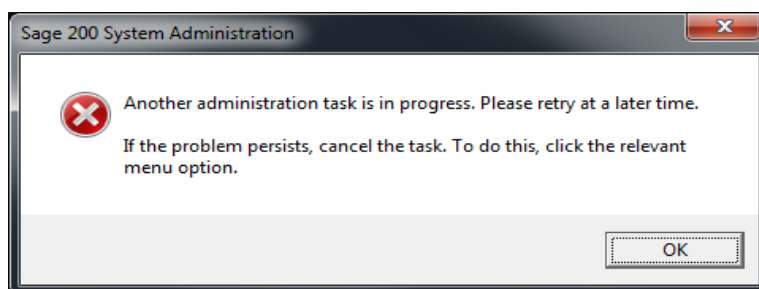 Sage 200 System Administration
Another administration task is in progress. Please retry at a later time.
If the problem persists, cancel the task. To do this, click the relevant
menu option.
OK